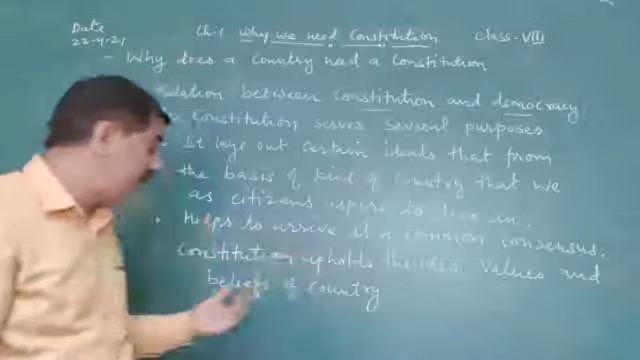 Date Ch-1 Why we need Constitution Class-VIII
22-4-21
- Why does a Country need a Constitution
Relation between Constitution and democracy
Constitution, serves several purposes
It lays out certain ideals that from
the basis of kind of Country that we
as citizens aspire to live in.
• Helps to arrive at a common consensus.
Constitution upholds the idea values and
beliefs of Country